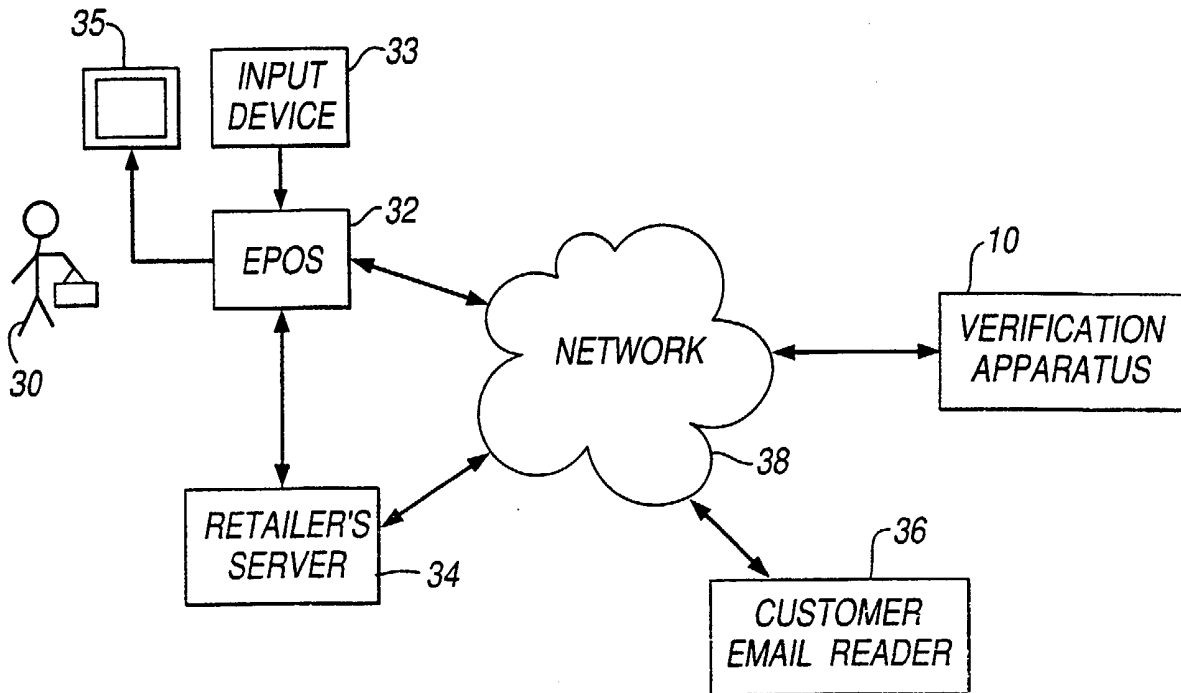 35
INPUT
DEVICE
33
EPOS
32
30
NETWORK
38
10
VERIFICATION
APPARATUS
RETAILER'S
SERVER
34
36
CUSTOMER
EMAIL READER